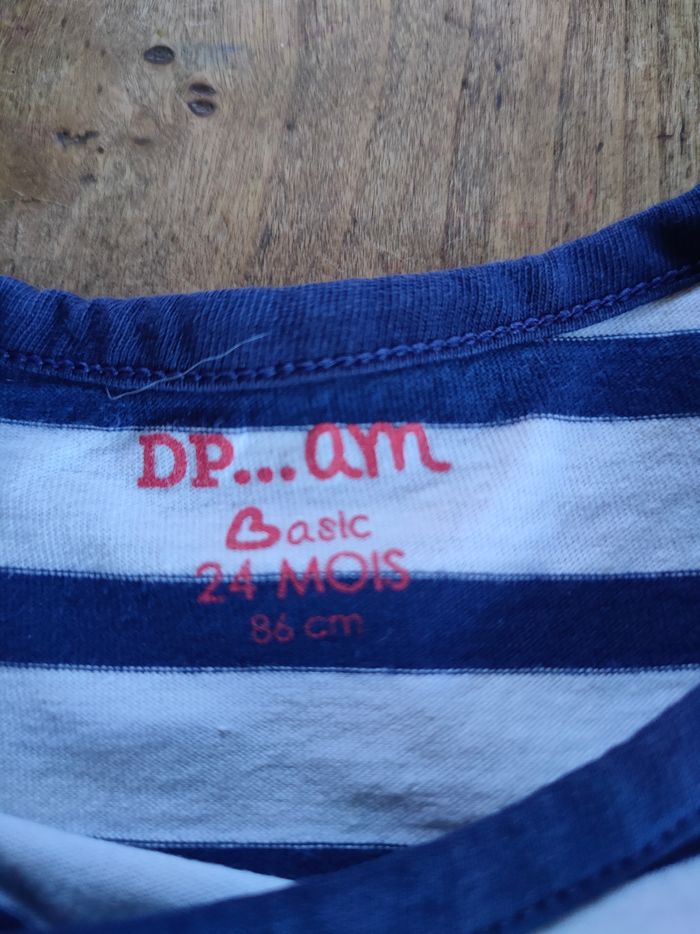 DP...am
Basic
24 MOIS
86 cm